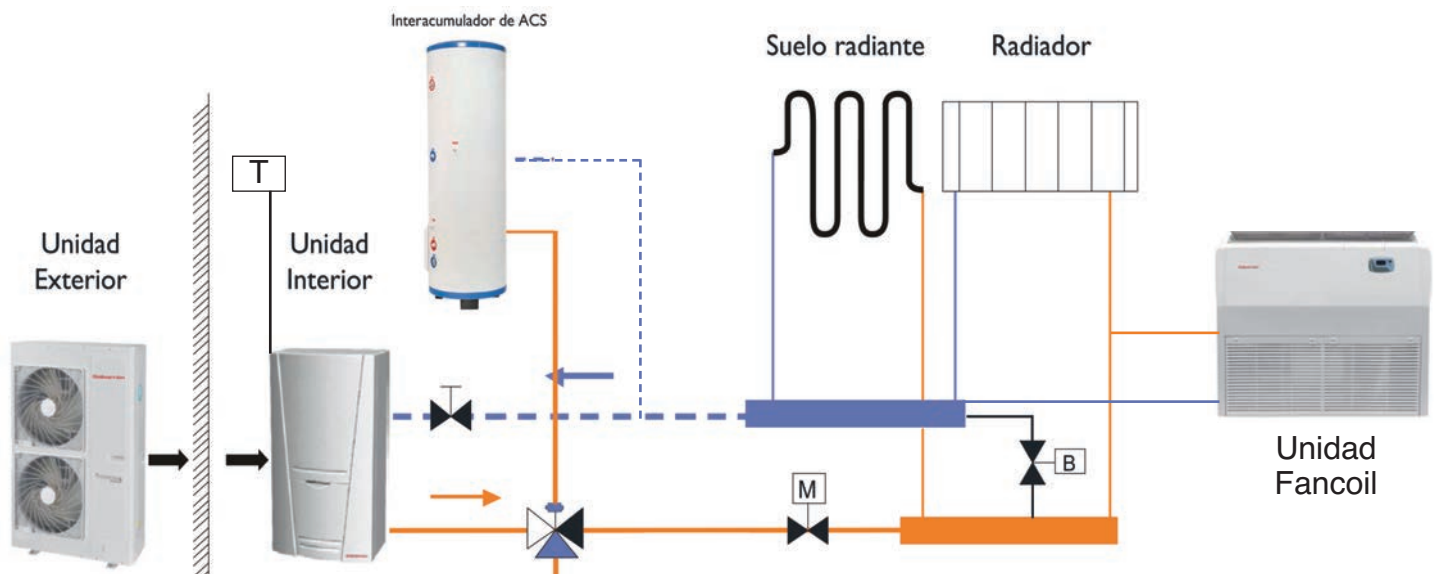 Interacumulador de ACS
Suelo radiante
Radiador
T
Unidad
Exterior
Unidad
Interior
M
B
Unidad
Fancoil